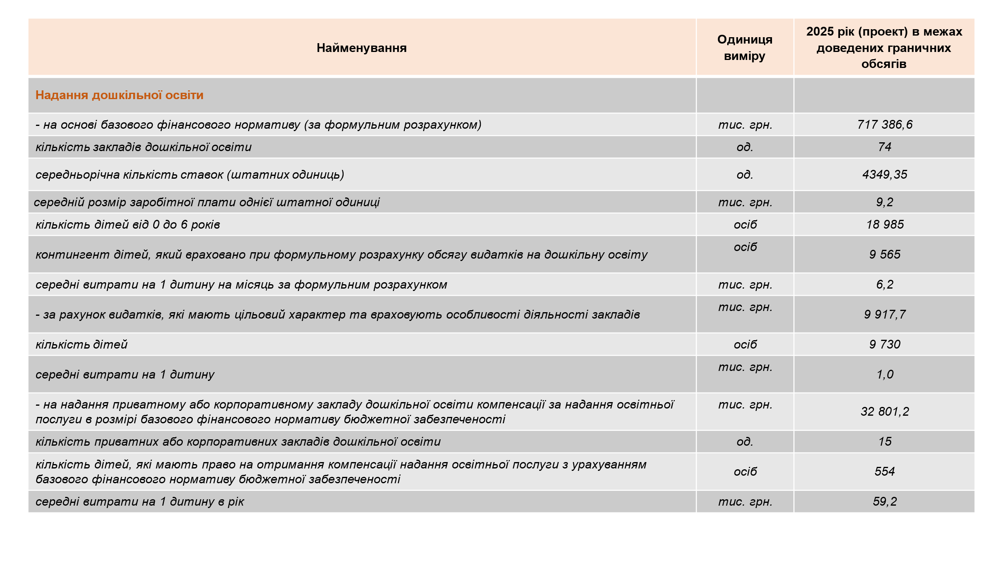 Найменування
Одиниця
виміру
2025 рік (проект) в межах
доведених граничних
обсягів
Надання дошкільної освіти
- на основі базового фінансового нормативу (за формульним розрахунком)
тис. грн.
717 386,6
кількість закладів дошкільної освіти
од.
74
середньорічна кількість ставок (штатних одиниць)
од.
4349,35
середній розмір заробітної плати однієї штатної одиниці
тис. грн.
9,2
кількість дітей від 0 до 6 років
осіб
18 985
контингент дітей, який враховано при формульному розрахунку обсягу видатків на дошкільну освіту
осіб
9 565
середні витрати на 1 дитину на місяць за формульним розрахунком
тис. грн.
6,2
- за рахунок видатків, які мають цільовий характер та враховують особливості діяльності закладів
тис. грн.
9 917,7
кількість дітей
осіб
9 730
середні витрати на 1 дитину
тис. грн.
1,0
- на надання приватному або корпоративному закладу дошкільної освіти компенсації за надання освітньої
послуги в розмірі базового фінансового нормативу бюджетної забезпеченості
тис. грн.
32 801,2
кількість приватних або корпоративних закладів дошкільної освіти
од.
15
кількість дітей, які мають право на отримання компенсації надання освітньої послуги з урахуванням
базового фінансового нормативу бюджетної забезпеченості
осіб
554
середні витрати на 1 дитину в рік
тис. грн.
59,2